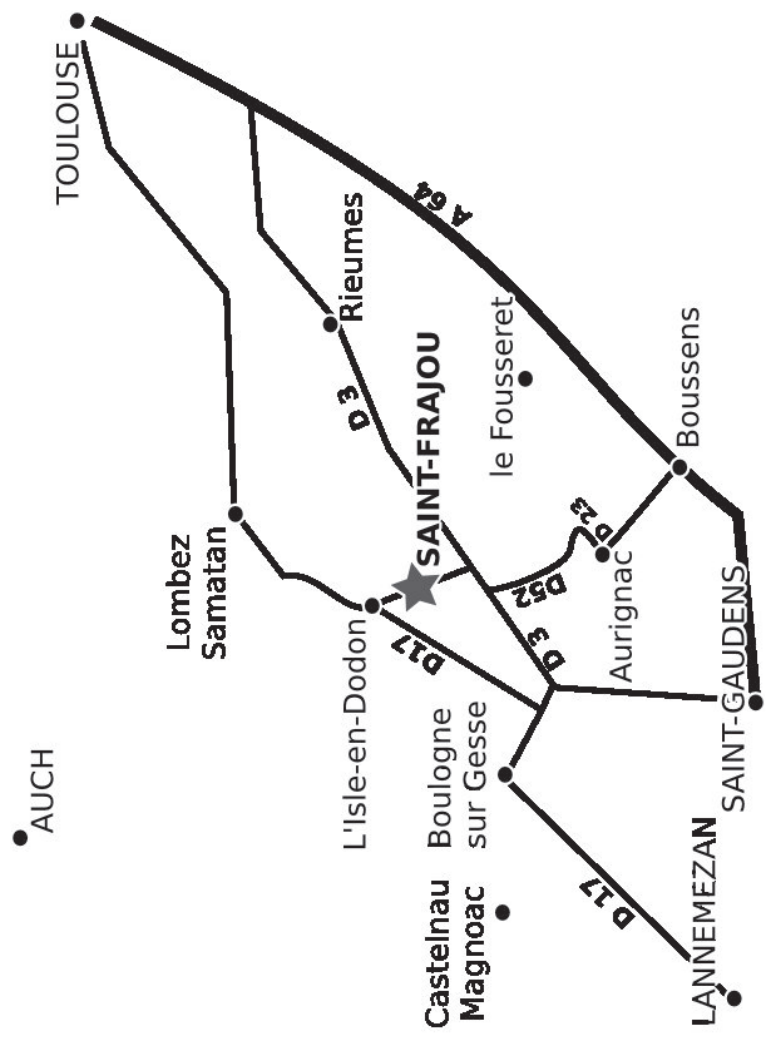 AUCH
TOULOUSE
Lombez
Samatan
L'Isle-en-Dodon
Rieumes
D 3
SAINT-FRAJOU
A 64
D17
Castelnau
Magnoac
Boulogne
sur Gesse
le Fousseret
D52
D 3
D 23
D 17
Aurignac
Boussens
LANNEMEZAN
SAINT-GAUDENS